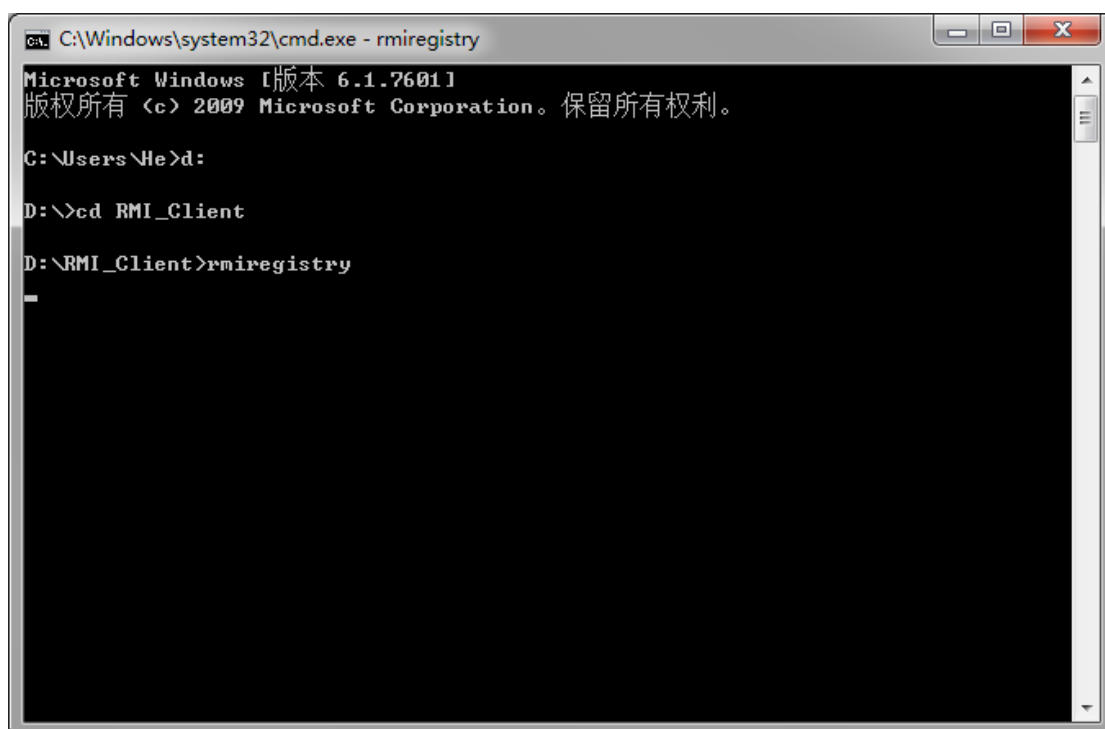 C:\Windows\system32\cmd.exe - rmiregistry
Microsoft Windows [版本 6.1.7601]
版权所有 (c) 2009 Microsoft Corporation。保留所有权利。
C:\Users\He>d:
D:\>cd RMI_Client
D:\RMI_Client>rmiregistry